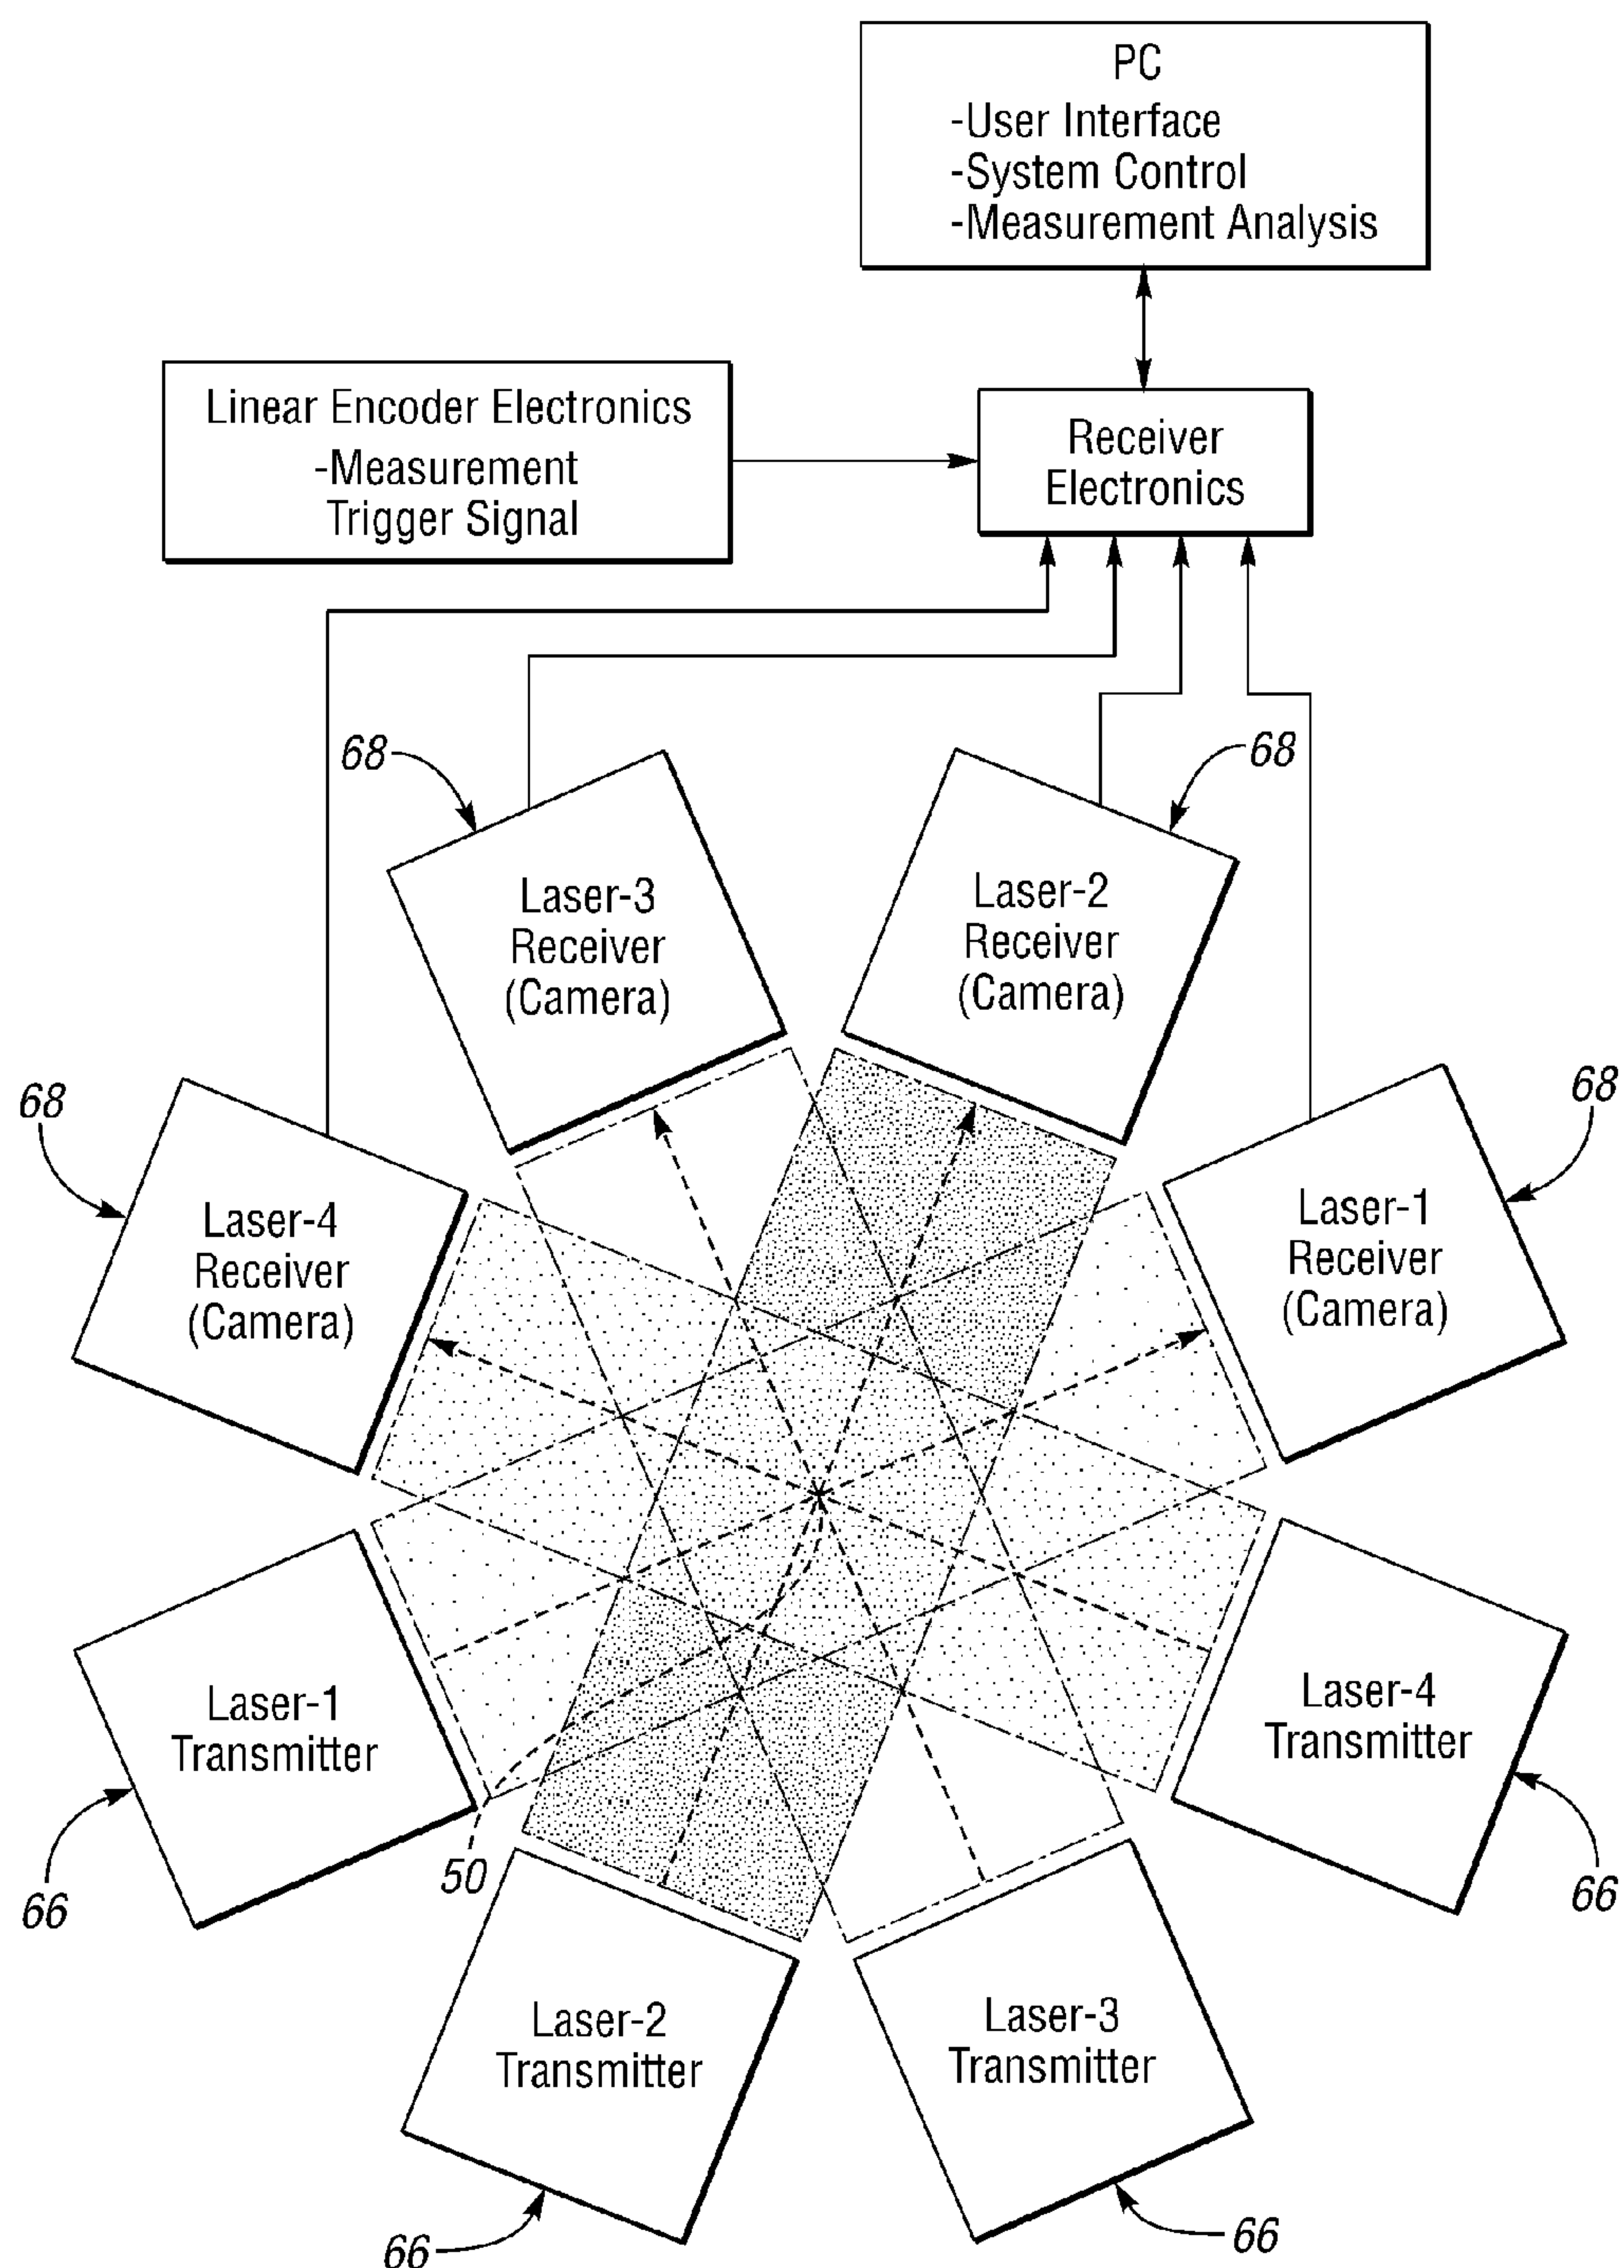 PC
-User Interface
-System Control
-Measurement Analysis
Linear Encoder Electronics
-Measurement
Trigger Signal
Receiver
Electronics
68
68
Laser-3
Receiver
(Camera)
Laser-2
Receiver
(Camera)
68
68
Laser-4
Receiver
(Camera)
Laser-1
Receiver
(Camera)
Laser-1
Transmitter
Laser-4
Transmitter
50
66
66
Laser-2
Transmitter
Laser-3
Transmitter
66
66